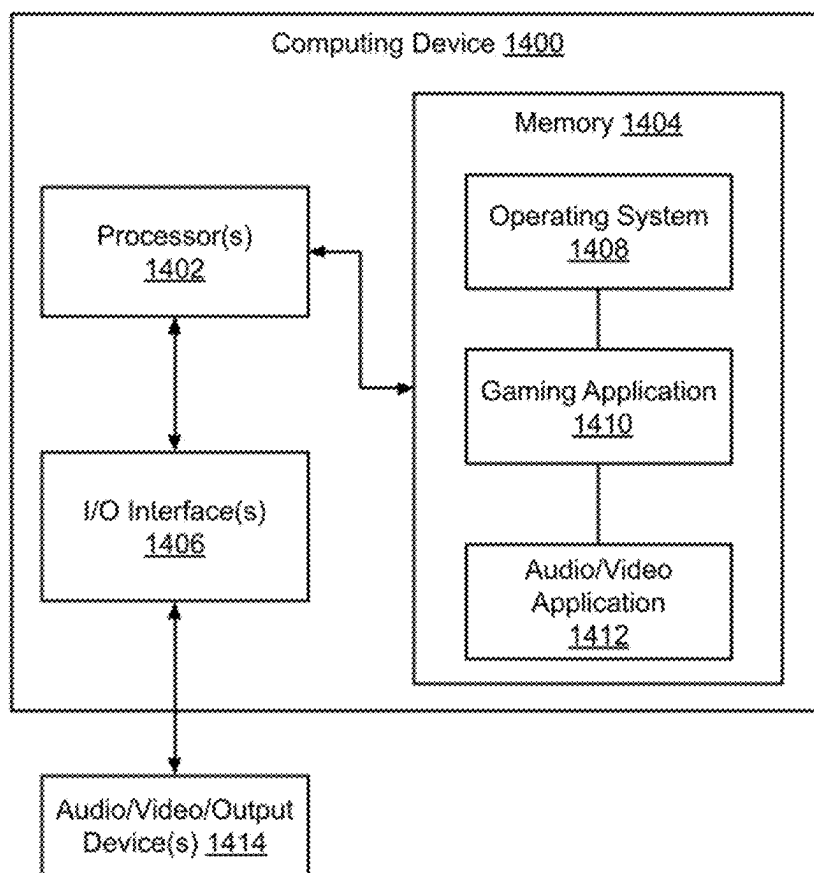 Computing Device 1400
Memory 1404
Processor(s)
1402
Operating System
1408
Gaming Application
1410
I/O Interface(s)
1406
Audio/Video
Application
1412
Audio/Video/Output
Device(s) 1414